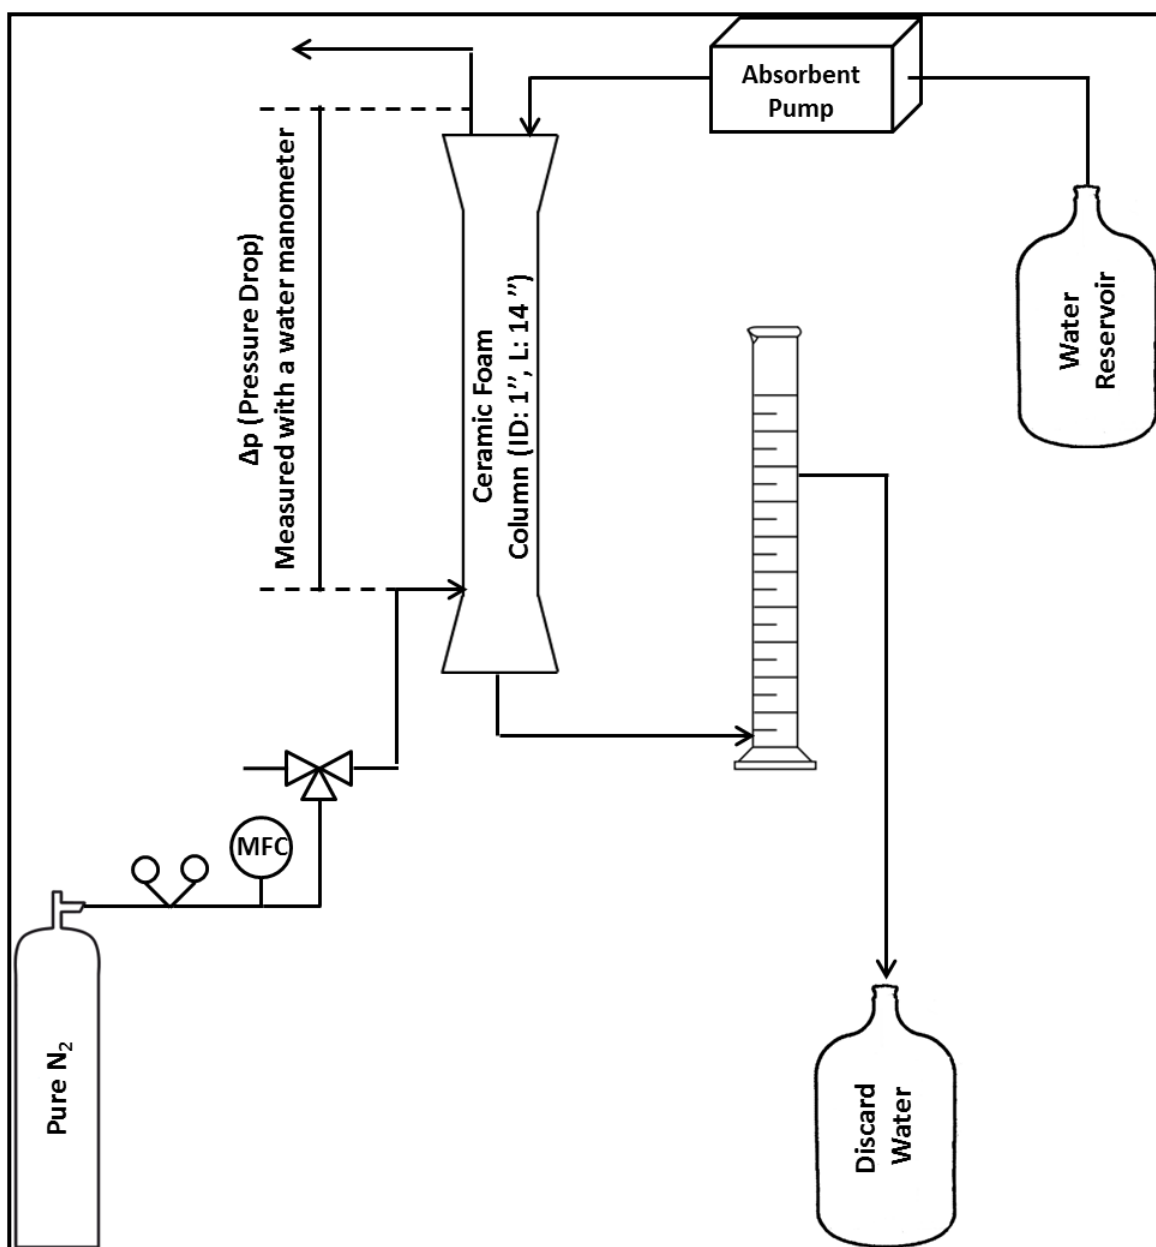 Absorbent
Pump
Δp (Pressure Drop)
Measured with a water manometer
Ceramic Foam
Column (ID: 1”, L: 14 ”)
Water
Reservoir
MFC
Pure N₂
Discard
Water